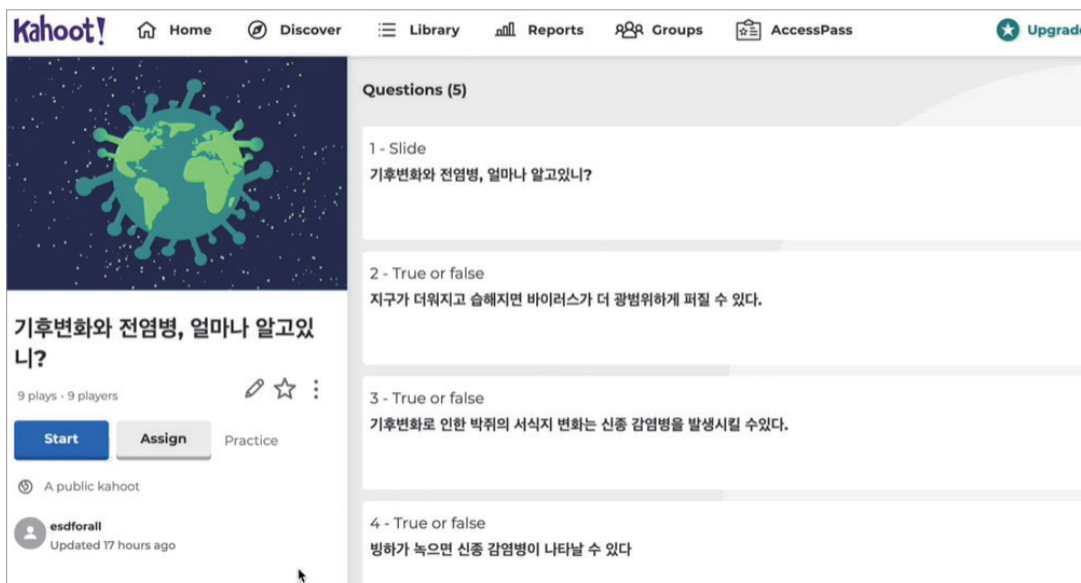 Kahoot! Home Discover Library Reports Groups AccessPass Upgrade
기후변화와 전염병, 얼마나 알고있
니?
9 plays · 9 players
Start Assign Practice
A public kahoot
esdforall
Updated 17 hours ago
Questions (5)
1 - Slide
기후변화와 전염병, 얼마나 알고있니?
2 - True or false
지구가 더워지고 습해지면 바이러스가 더 광범위하게 퍼질 수 있다.
3 - True or false
기후변화로 인한 박쥐의 서식지 변화는 신종 감염병을 발생시킬 수있다.
4 - True or false
빙하가 녹으면 신종 감염병이 나타날 수 있다